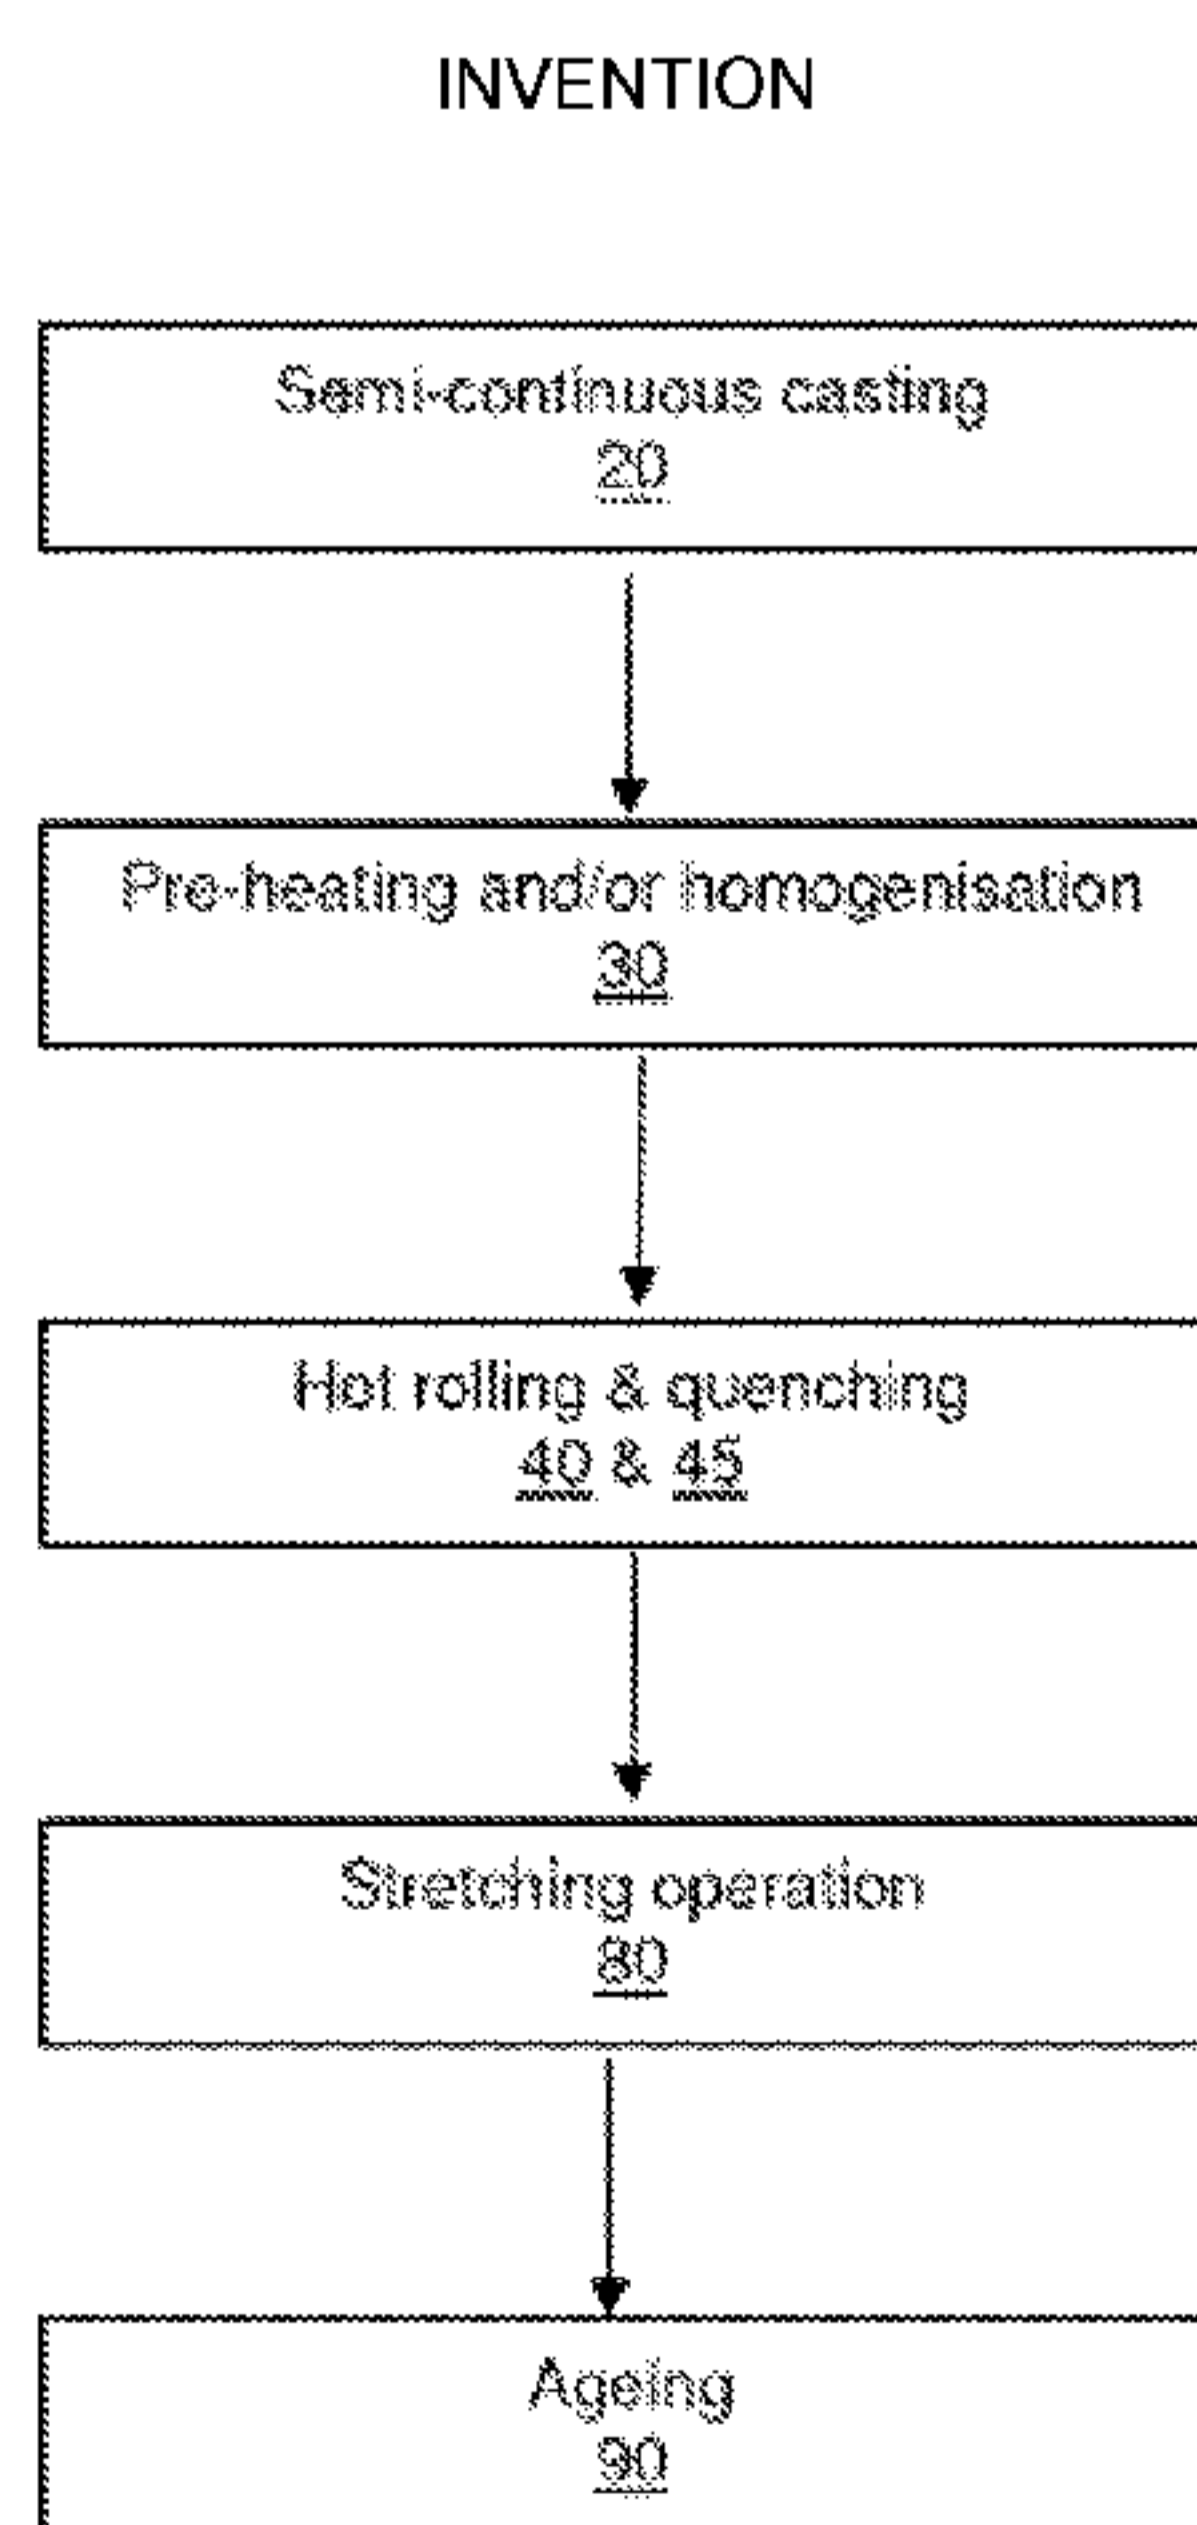 INVENTION
Semi-continuous casting
20
Pre-heating and/or homogenisation
30
Hot rolling & quenching
40 & 45
Stretching operation
80
Ageing
90